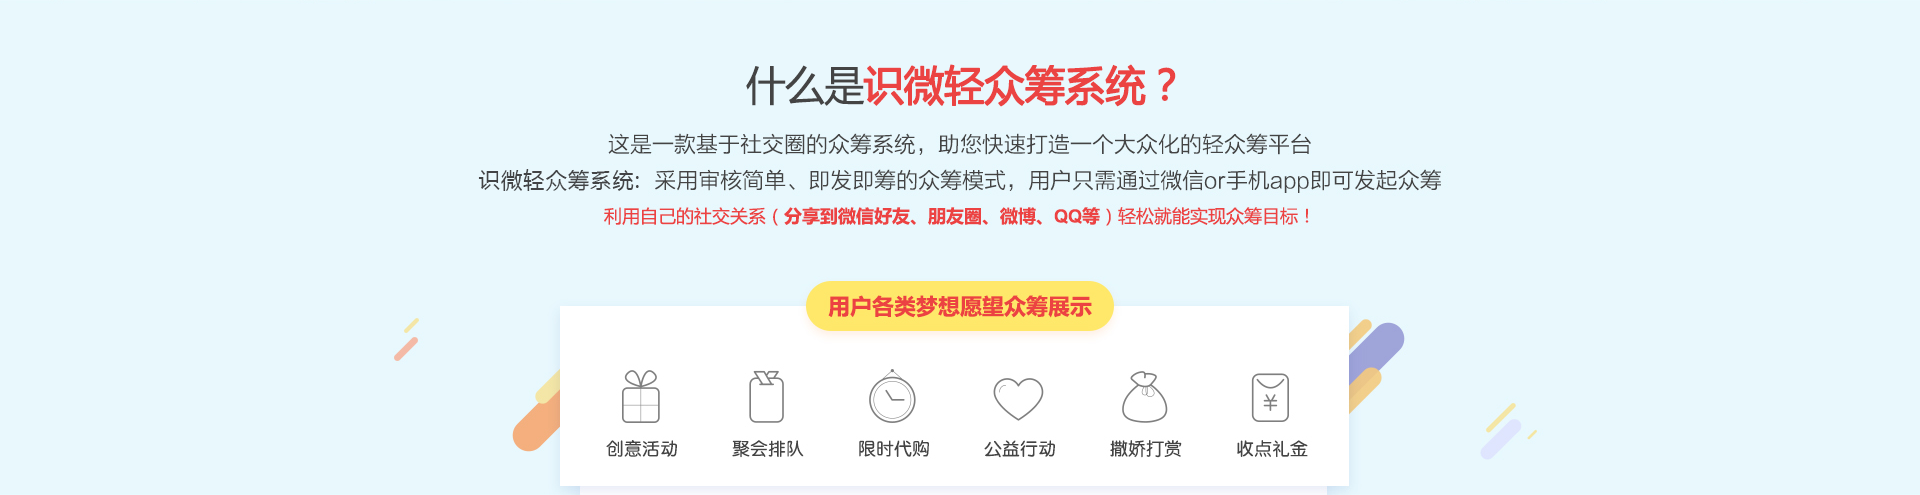 什么是识微轻众筹系统？
这是一款基于社交圈的众筹系统，助您快速打造一个大众化的轻众筹平台
识微轻众筹系统：采用审核简单、即发即筹的众筹模式，用户只需通过微信or手机app即可发起众筹
利用自己的社交关系（分享到微信好友、朋友圈、微博、QQ等）轻松就能实现众筹目标！
用户各类梦想愿望众筹展示
¥
创意活动 聚会排队 限时代购 公益行动 撒娇打赏 收点礼金